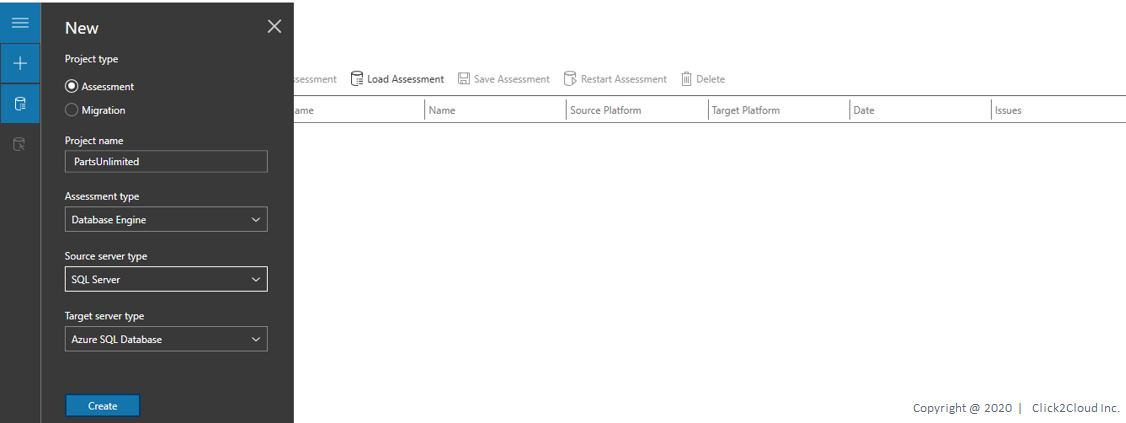 New
Project type
Assessment
Migration
Project name
PartsUnlimited
Assessment type
Database Engine
Source server type
SQL Server
Target server type
Azure SQL Database
Create
Load Assessment Save Assessment Restart Assessment Delete
Name Source Platform Target Platform Date Issues
Copyright @ 2020 | Click2Cloud Inc.